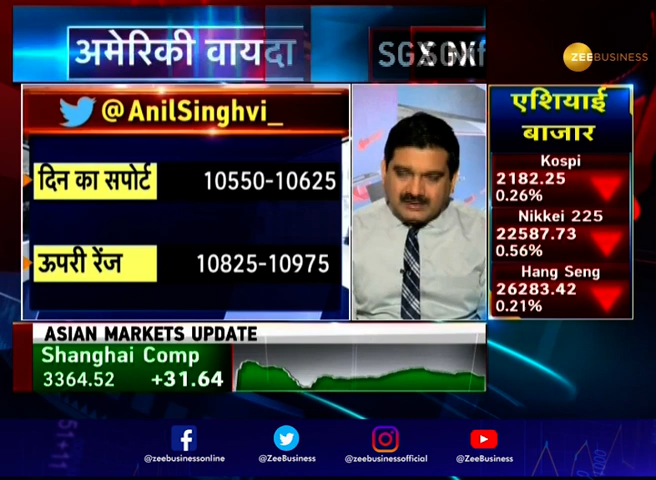 अमेरिकी वायदा
ZEEBUSINESS
@AnilSinghvi_
दिन का सपोर्ट 10550-10625
ऊपरी रेंज 10825-10975
एशियाई
बाजार
Kospi
2182.25
0.26%
Nikkei 225
22587.73
0.56%
Hang Seng
26283.42
0.21%
ASIAN MARKETS UPDATE
Shanghai Comp
3364.52 +31.64
@zeebusinessonline @ZeeBusiness @zeebusinessofficial @ZeeBusiness